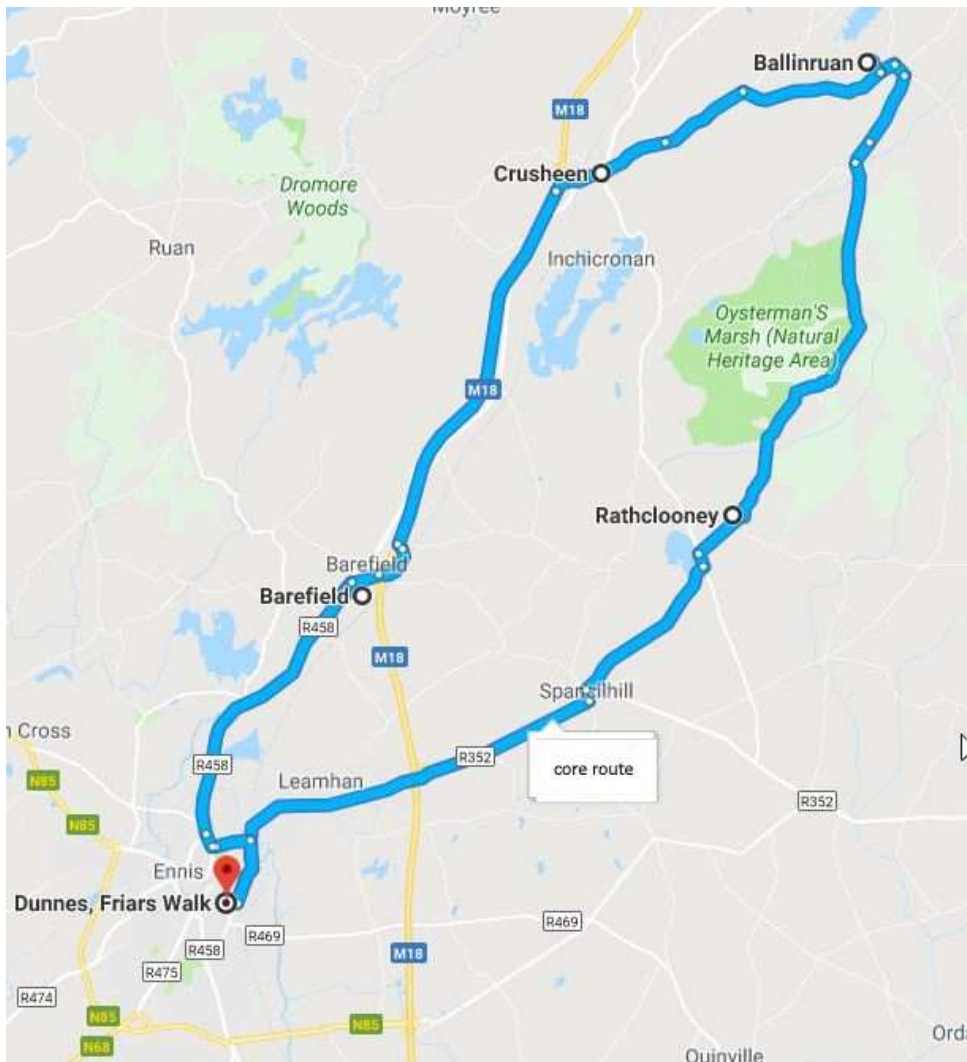 Moyree
Ballinruan
M18
Crusheen
Dromore
Woods
Ruan
Inchicronan
Oysterman'S
Marsh (Natural
Heritage Area)
M18
Rathclooney
Barefield
Barefield
R458
M18
Spancilhill
n Cross
R458
R352
core route
Leamhan
N85
R352
N85
Ennis
Dunnes, Friars Walk
R469
R469
R458
M18
R475
R474
N85
N85
N68
Orda
Quinville